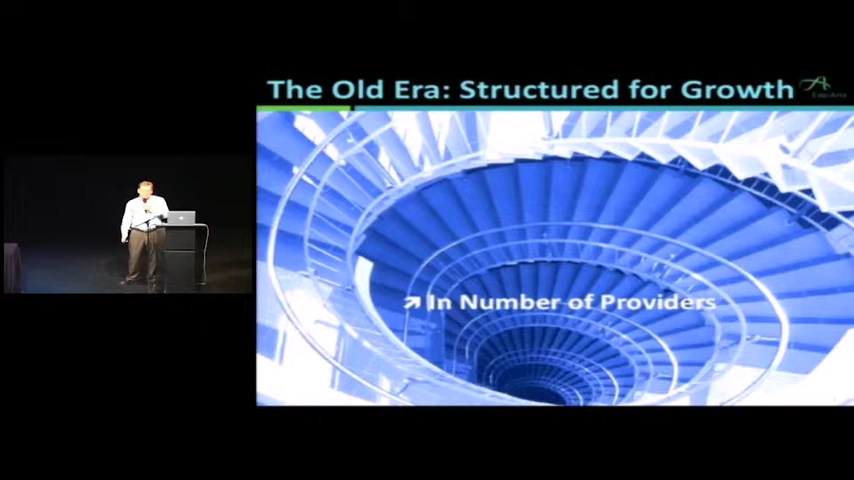 The Old Era: Structured for Growth
In Number of Providers